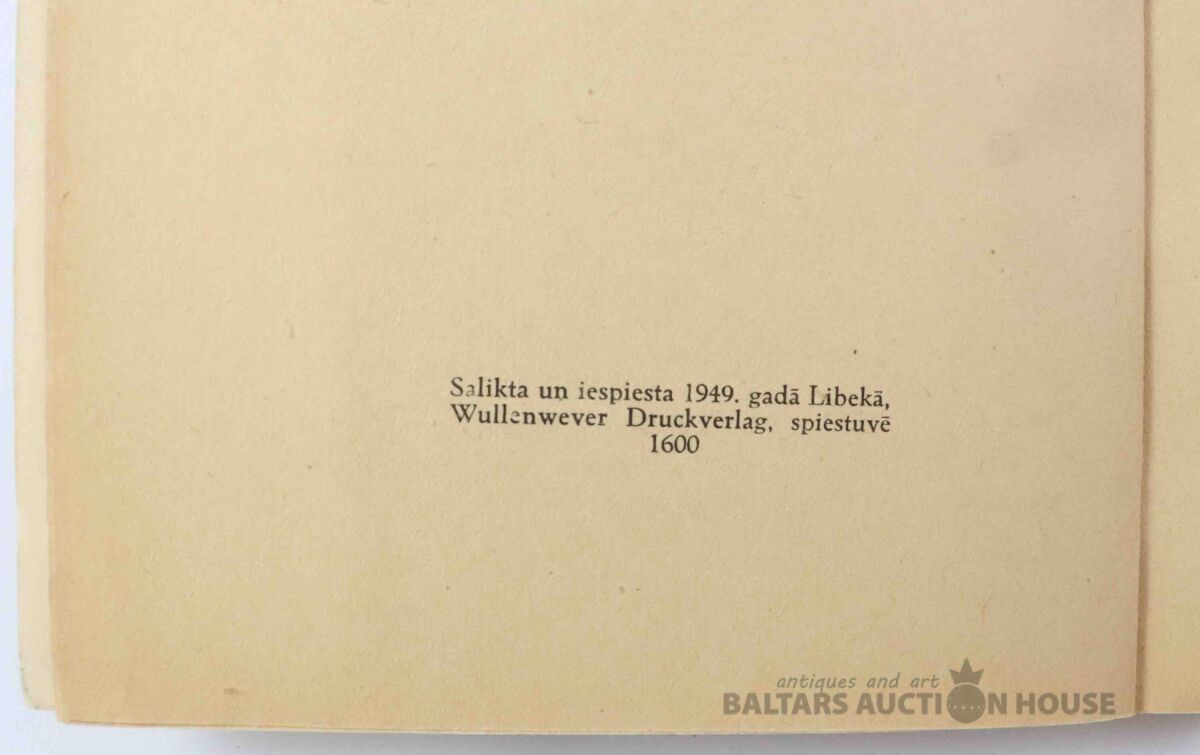 Salikta un iespiesta 1949. gadā Libekā,
Wullenwever Druckverlag, spiestuvē
1600
antiques and art
BALTARS AUCTION HOUSE